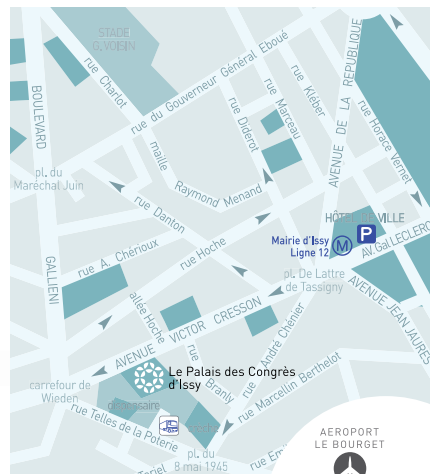 STADE
G.VOISIN
rue du Gouverneur Général Eboué
rue Charlot
BOULEVARD
GALLIENI
rue Kléber
rue Marceau
rue Diderot
AVENUE DE LA REPUBLIQUE
rue Horace Vernet
maille
Raymond Menand
pl. du
Maréchal Juin
rue Danton
HÔTEL DE VILLE
P
Mairie d'Issy
Ligne 12
M
AV.Gal LECLERC
rue Hoche
rue A. Chérioux
pl. De Lattre
de Tassigny
AVENUE JEAN JAURES
allée Hoche
AVENUE VICTOR CRESSON
rue André Chénier
Le Palais des Congrès
d'Issy
rue Branly
rue Marcellin Berthelot
carrefour de
Wieden
rue Telles de la Poterie
pl. du
8 mai 1945
AEROPORT
LE BOURGET